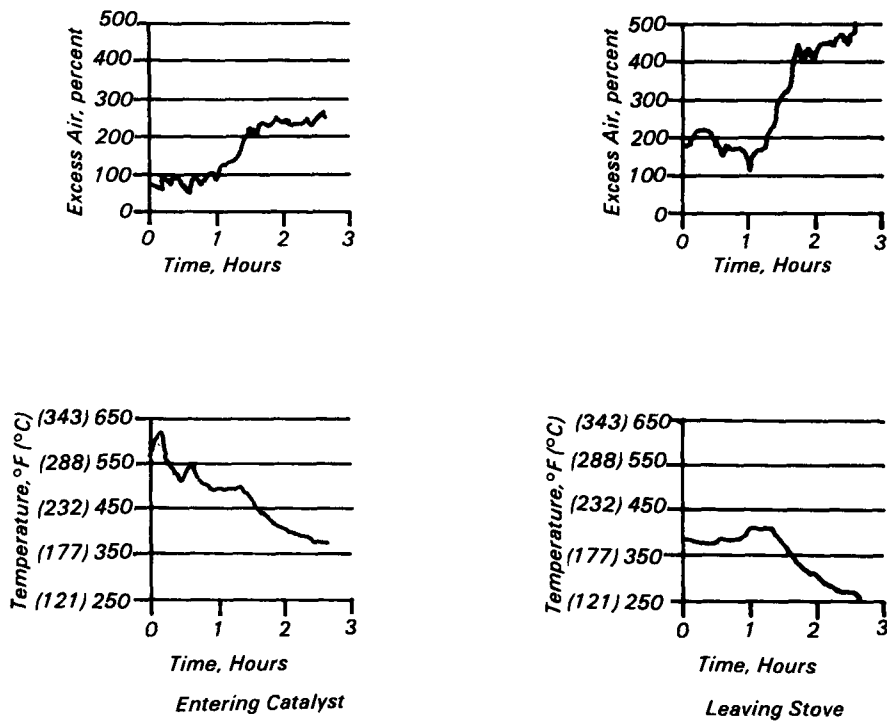 500
400
300
200
100
0
Excess Air, percent
0 1 2 3
Time, Hours
500
400
300
200
100
0
Excess Air, percent
0 1 2 3
Time, Hours
(343) 650
(288) 550
(232) 450
(177) 350
(121) 250
Temperature, °F (°C)
0 1 2 3
Time, Hours
Entering Catalyst
(343) 650
(288) 550
(232) 450
(177) 350
(121) 250
Temperature, °F (°C)
0 1 2 3
Time, Hours
Leaving Stove